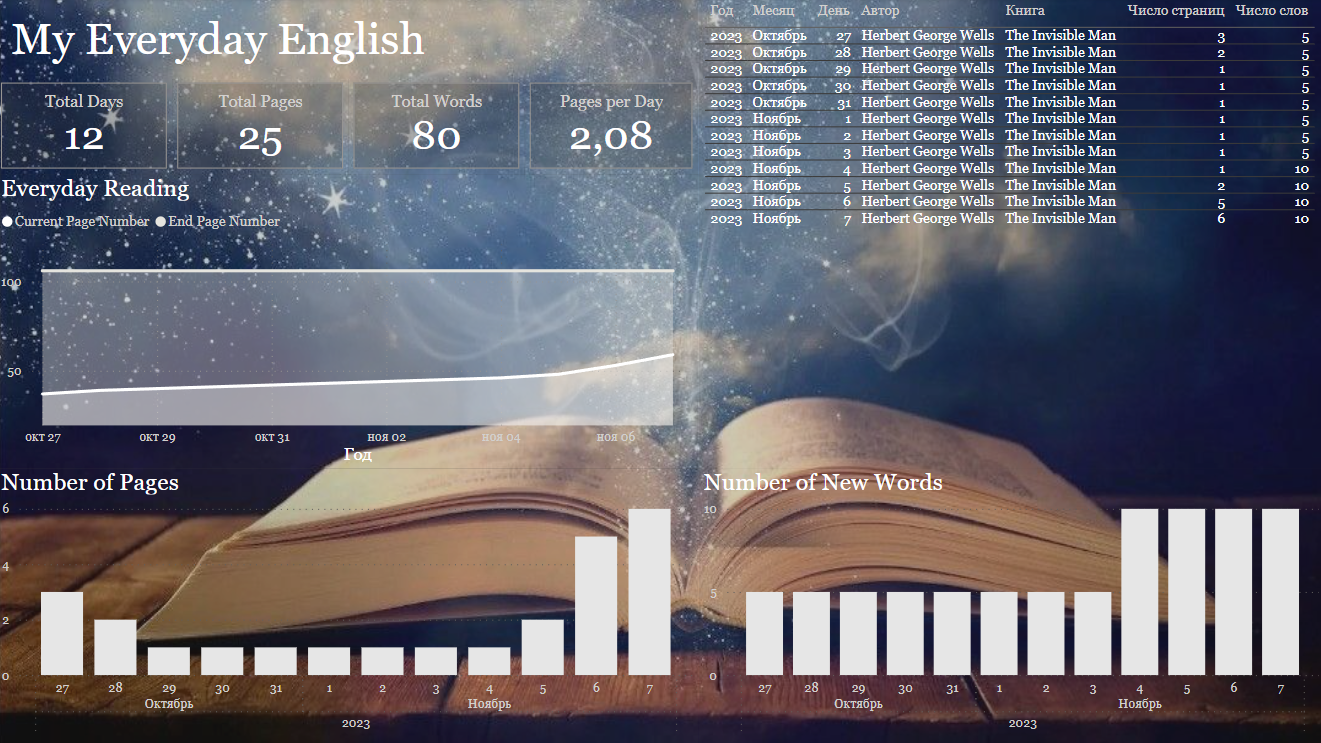 My Everyday English
Total Days
12
Total Pages
25
Total Words
80
Pages per Day
2,08
Год Месяц День Автор Книга Число страниц Число слов
2023 Октябрь 27 Herbert George Wells The Invisible Man 3 5
2023 Октябрь 28 Herbert George Wells The Invisible Man 2 5
2023 Октябрь 29 Herbert George Wells The Invisible Man 1 5
2023 Октябрь 30 Herbert George Wells The Invisible Man 1 5
2023 Октябрь 31 Herbert George Wells The Invisible Man 1 5
2023 Ноябрь 1 Herbert George Wells The Invisible Man 1 5
2023 Ноябрь 2 Herbert George Wells The Invisible Man 1 5
2023 Ноябрь 3 Herbert George Wells The Invisible Man 1 5
2023 Ноябрь 4 Herbert George Wells The Invisible Man 1 10
2023 Ноябрь 5 Herbert George Wells The Invisible Man 2 10
2023 Ноябрь 6 Herbert George Wells The Invisible Man 5 10
2023 Ноябрь 7 Herbert George Wells The Invisible Man 6 10
Everyday Reading
Current Page Number End Page Number
100
50
окт 27 окт 29 окт 31 ноя 02 ноя 04 ноя 06
Год
Number of Pages
6
4
2
0
27 28 29 30 31 1 2 3 4 5 6 7
Октябрь Ноябрь
2023
Number of New Words
10
5
0
27 28 29 30 31 1 2 3 4 5 6 7
Октябрь Ноябрь
2023